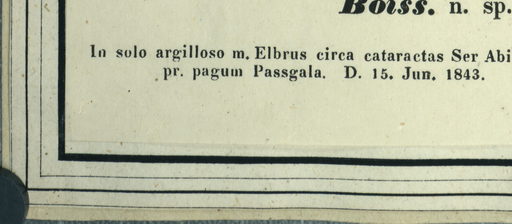 Boiss. n. sp.
In solo argilloso m. Elbrus circa cataractas Ser Abi
pr. pagum Passgala. D. 15. Jun. 1843.